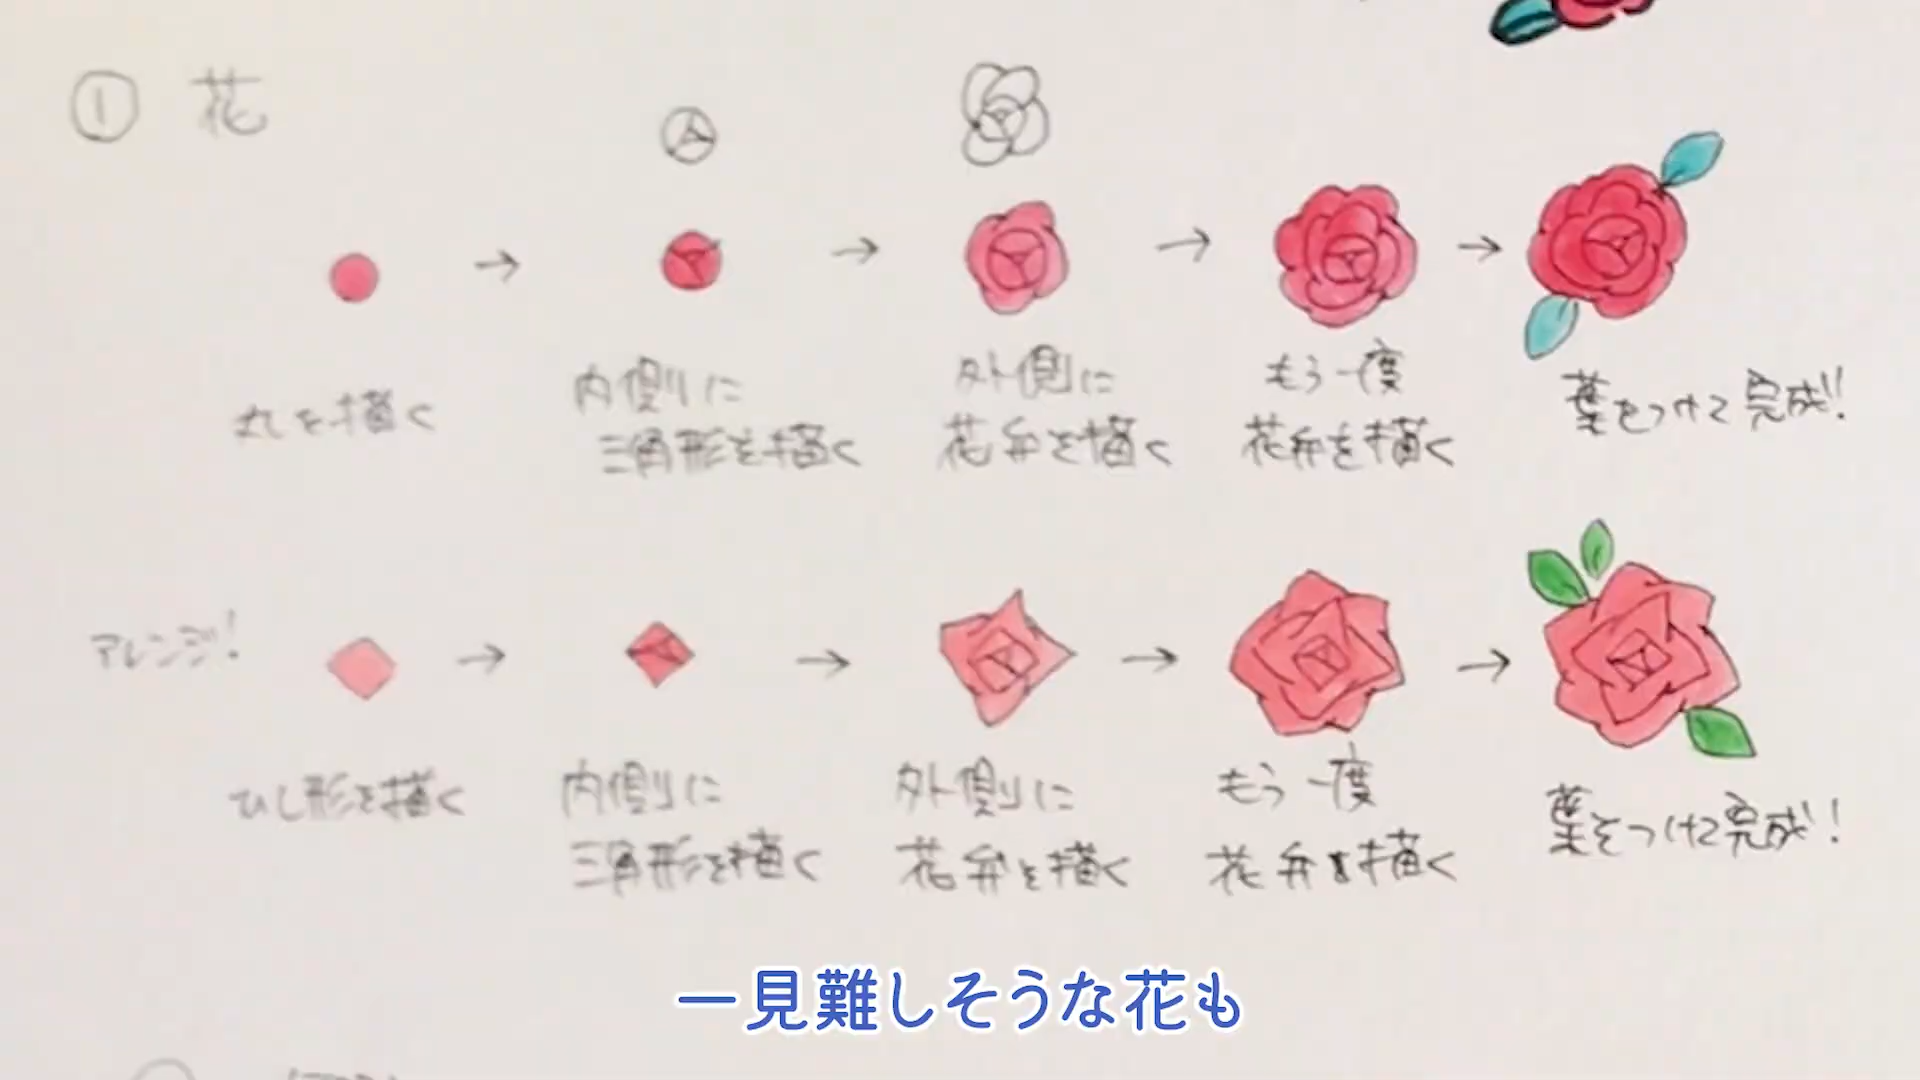 ① 花
丸を描く
内側に
三角形を描く
外側に
花弁を描く
もう一度
花弁を描く
葉をつけて完成!!
アレンジ!
ひし形を描く
内側に
三角形を描く
外側に
花弁を描く
もう一度
花弁を描く
葉をつけて完成!
一見難しそうな花も